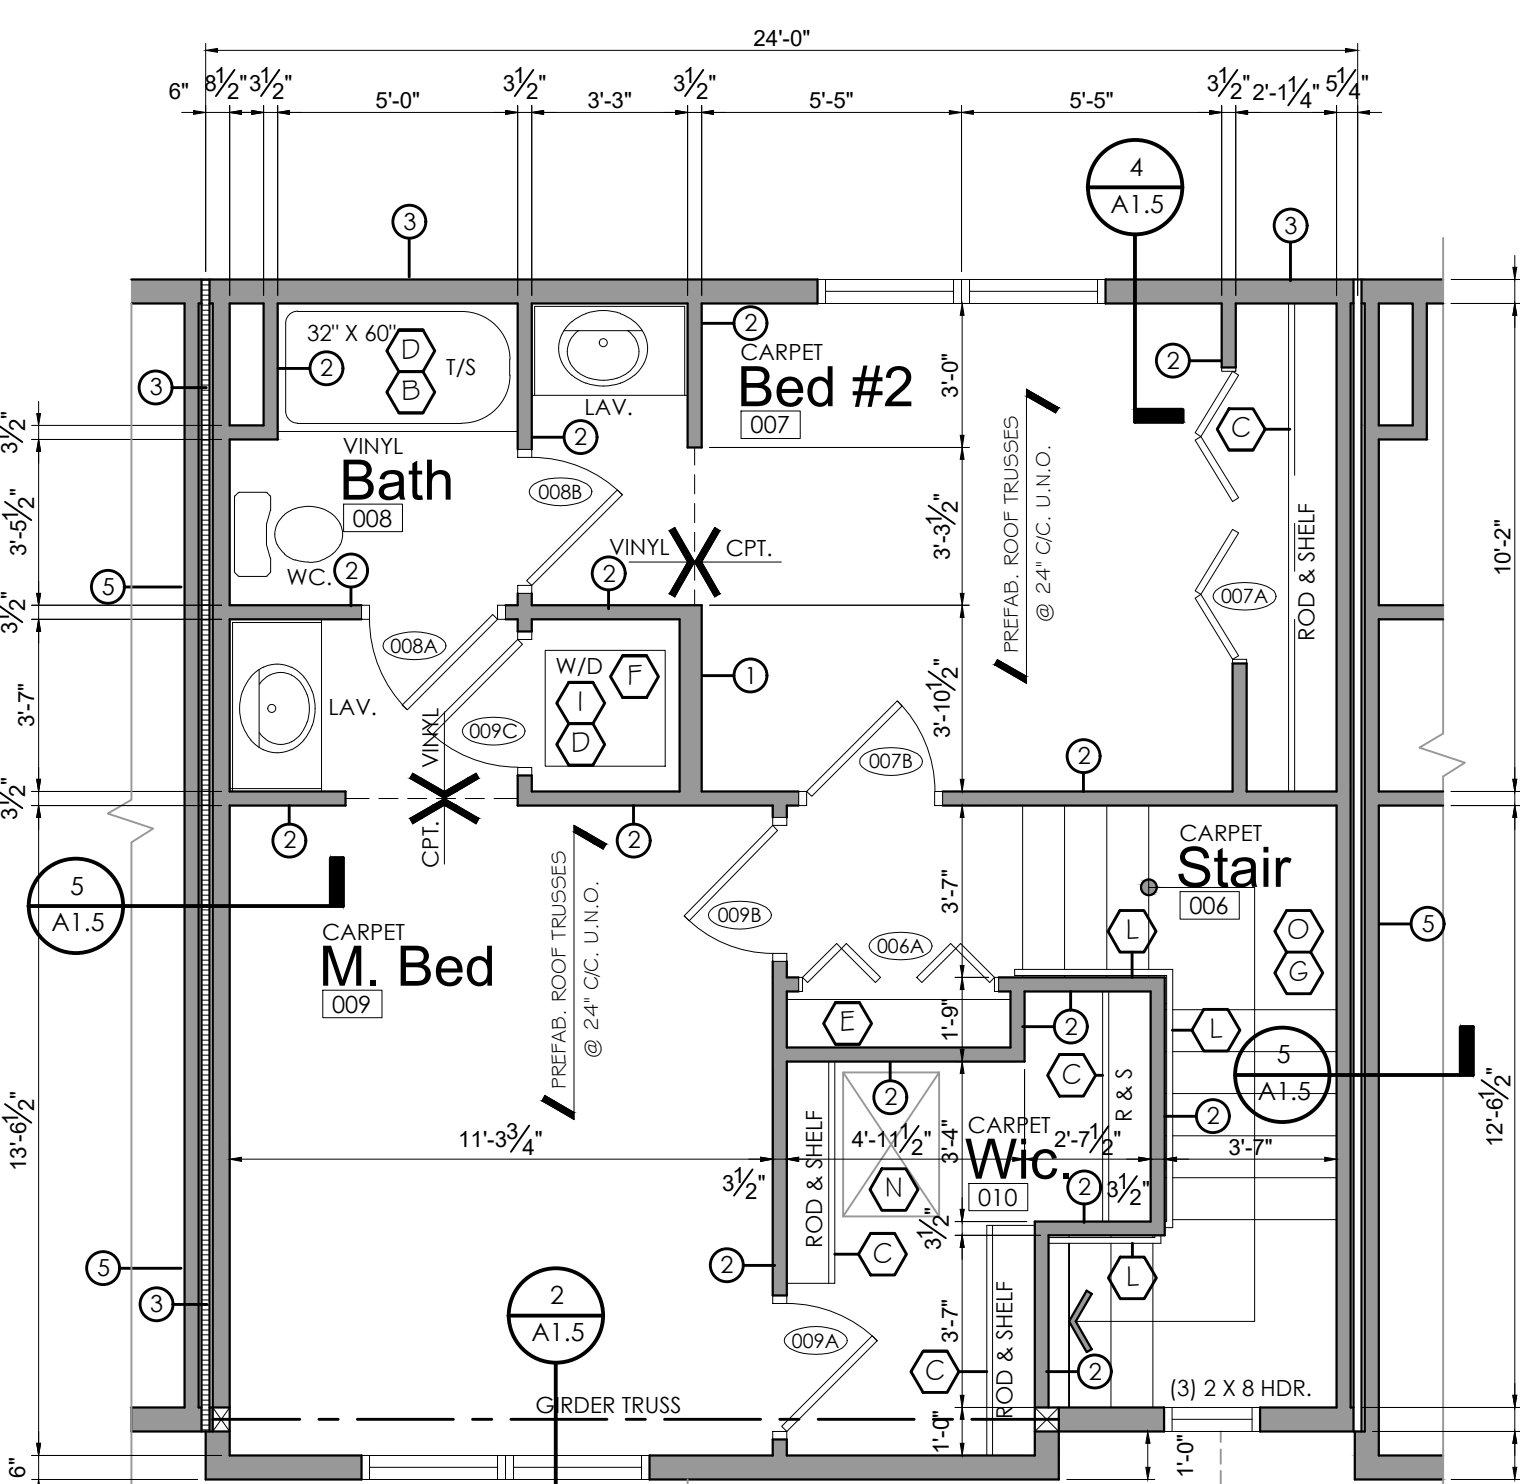 24'-0"
6"
8½"
3½"
5'-0"
3½"
3'-3"
3½"
5'-5"
5'-5"
3½"
2'-1¼"
5¼"
4
A1.5
3
3
2
32" X 60"
D
B
T/S
2
3
LAV.
2
CARPET
Bed #2
007
3'-0"
2
C
3½"
VINYL
Bath
008
008B
PREFAB. ROOF TRUSSES
@ 24" C/C. U.N.O.
3'-5½"
3'-3½"
ROD & SHELF
10'-2"
VINYL
CPT.
WC.
2
2
5
007A
3½"
008A
W/D
F
I
D
1
3'-7"
LAV.
VINYL
009C
3'-10½"
007B
2
3½"
2
CPT.
2
CARPET
Stair
006
5
A1.5
PREFAB. ROOF TRUSSES
@ 24" C/C. U.N.O.
3'-7"
009B
L
O
G
5
CARPET
M. Bed
009
006A
E
1'-9"
2
L
5
A1.5
C
R & S
2
2
13'-6½"
12'-6½"
11'-3¾"
3½"
ROD & SHELF
4'-11½"
3'-4"
CARPET
Wic.
010
2'-7½"
3'-7"
N
2
3½"
3½"
5
2
C
L
3
2
A1.5
009A
3'-7"
ROD & SHELF
C
2
(3) 2 X 8 HDR.
GIRDER TRUSS
1'-0"
1'-0"
6"